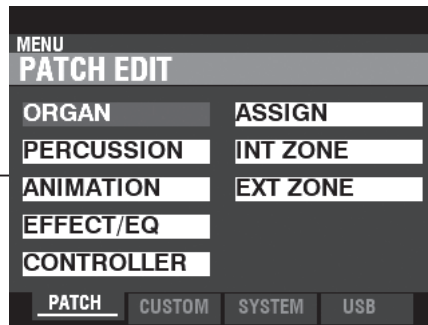 MENU
PATCH EDIT
ORGAN
PERCUSSION
ANIMATION
EFFECT/EQ
CONTROLLER
ASSIGN
INT ZONE
EXT ZONE
PATCH CUSTOM SYSTEM USB